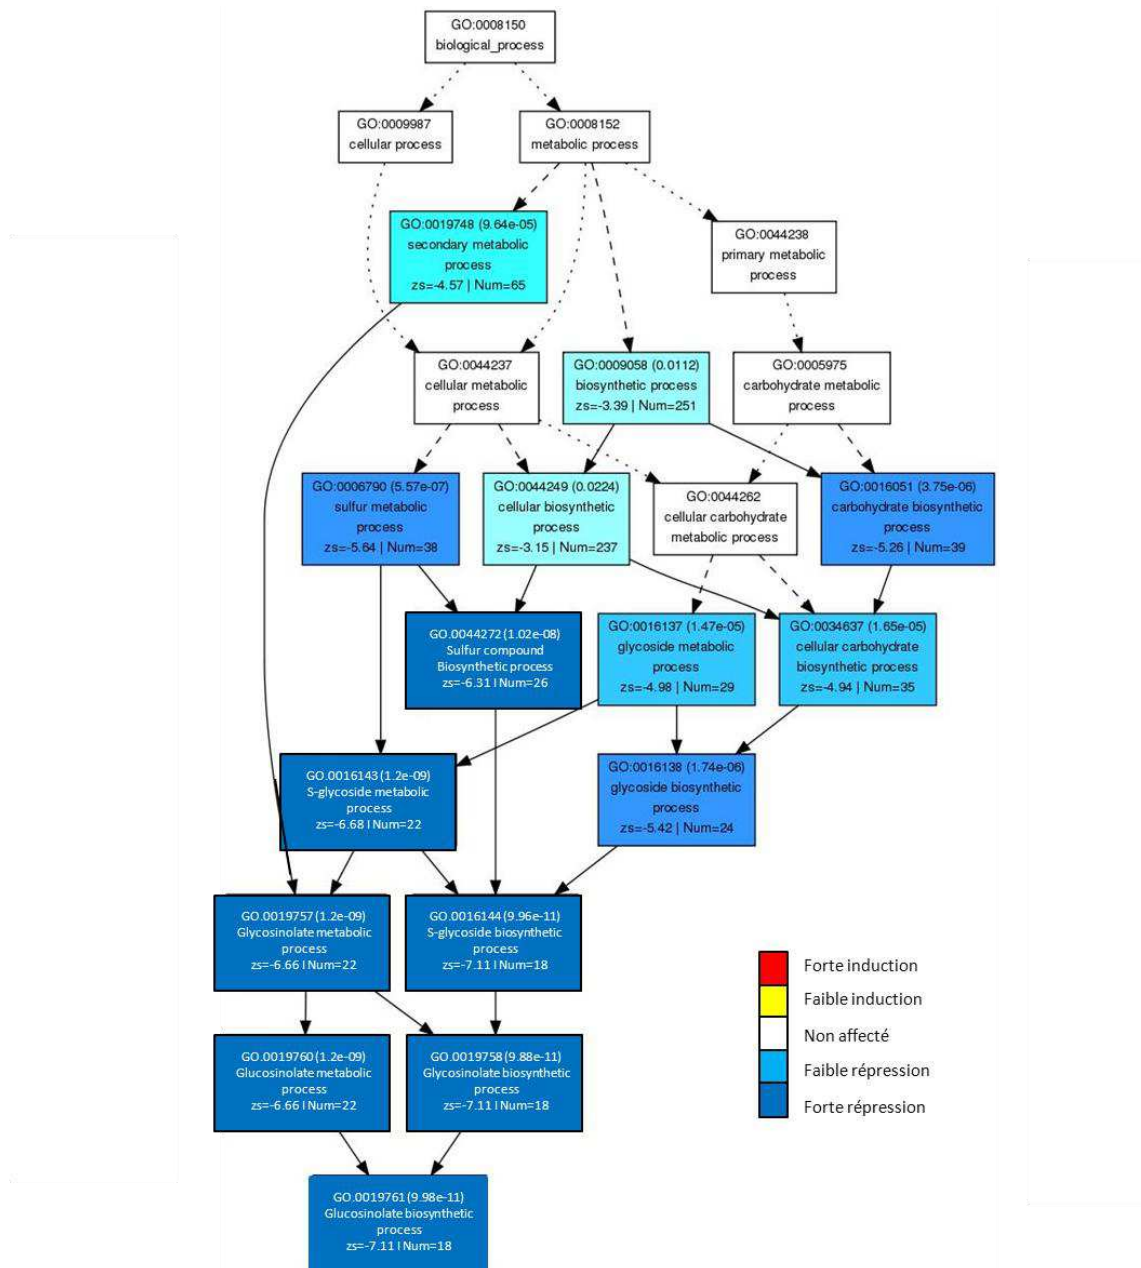 GO:0008150
biological_process
GO:0009987
cellular process
GO:0008152
metabolic process
GO:0019748 (9.64e-05)
secondary metabolic
process
zs=-4.57 | Num=65
GO:0044238
primary metabolic
process
GO:0044237
cellular metabolic
process
GO:0009058 (0.0112)
biosynthetic process
zs=-3.39 | Num=251
GO:0005975
carbohydrate metabolic
process
GO:0006790 (5.57e-07)
sulfur metabolic
process
zs=-5.64 | Num=38
GO:0044249 (0.0224)
cellular biosynthetic
process
zs=-3.15 | Num=237
GO:0044262
cellular carbohydrate
metabolic process
GO:0016051 (3.75e-06)
carbohydrate biosynthetic
process
zs=-5.26 | Num=39
GO.0044272 (1.02e-08)
Sulfur compound
Biosynthetic process
zs=-6.31 l Num=26
GO:0016137 (1.47e-05)
glycoside metabolic
process
zs=-4.98 | Num=29
GO:0034637 (1.65e-05)
cellular carbohydrate
biosynthetic process
zs=-4.94 | Num=35
GO.0016143 (1.2e-09)
S-glycoside metabolic
process
zs=-6.68 l Num=22
GO:0016138 (1.74e-06)
glycoside biosynthetic
process
zs=-5.42 | Num=24
GO.0019757 (1.2e-09)
Glycosinolate metabolic
process
zs=-6.66 l Num=22
GO.0016144 (9.96e-11)
S-glycoside biosynthetic
process
zs=-7.11 l Num=18
Forte induction
Faible induction
Non affecté
Faible répression
Forte répression
GO.0019760 (1.2e-09)
Glucosinolate metabolic
process
zs=-6.66 l Num=22
GO.0019758 (9.88e-11)
Glycosinolate biosynthetic
process
zs=-7.11 l Num=18
GO.0019761 (9.98e-11)
Glucosinolate biosynthetic
process
zs=-7.11 l Num=18